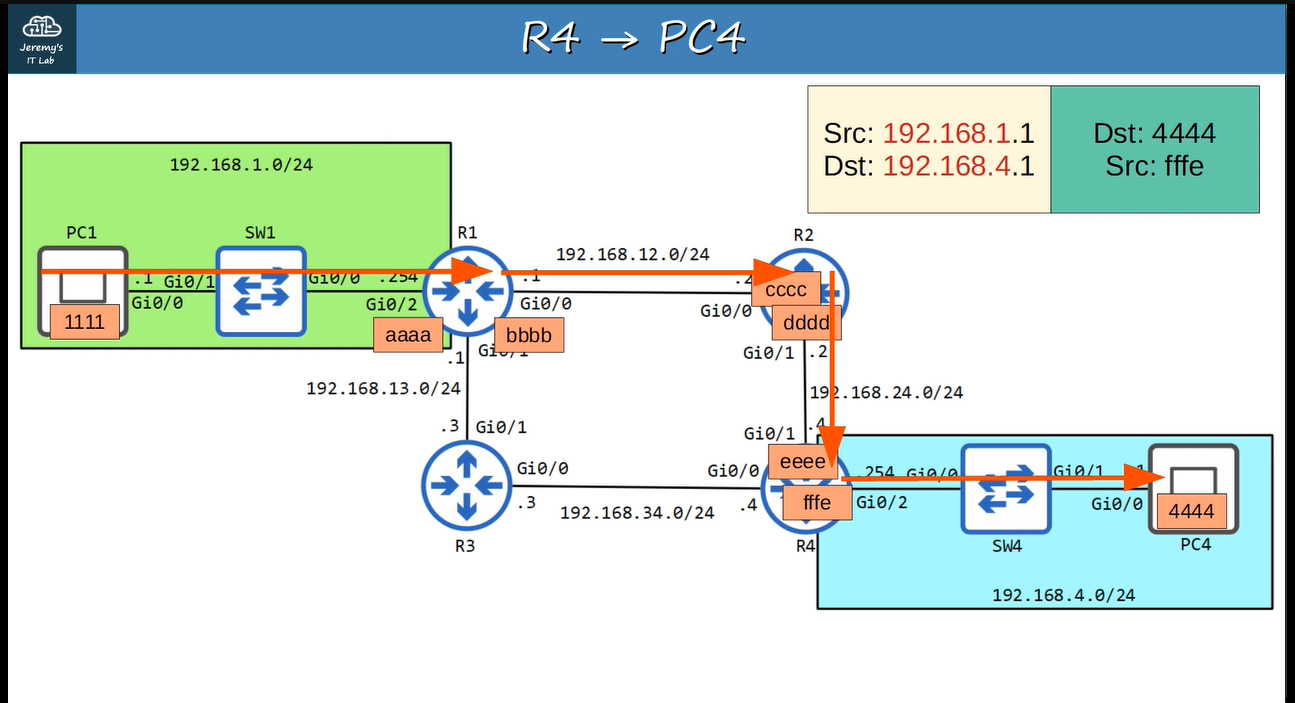 Jeremy's
IT Lab
R4 → PC4
Src: 192.168.1.1
Dst: 192.168.4.1
Dst: 4444
Src: fffe
192.168.1.0/24
PC1
SW1
R1
192.168.12.0/24
R2
.1
Gi0/1
Gi0/0
.254
.1
.2
Gi0/0
Gi0/2
Gi0/0
Gi0/0
cccc
1111
aaaa
bbbb
dddd
.1
Gi0/1
Gi0/1
.2
192.168.13.0/24
192.168.24.0/24
.3
Gi0/1
.4
Gi0/1
eeee
Gi0/0
Gi0/0
.254
Gi0/0
Gi0/1
.1
.3
192.168.34.0/24
.4
fffe
Gi0/2
Gi0/0
4444
R3
R4
SW4
PC4
192.168.4.0/24